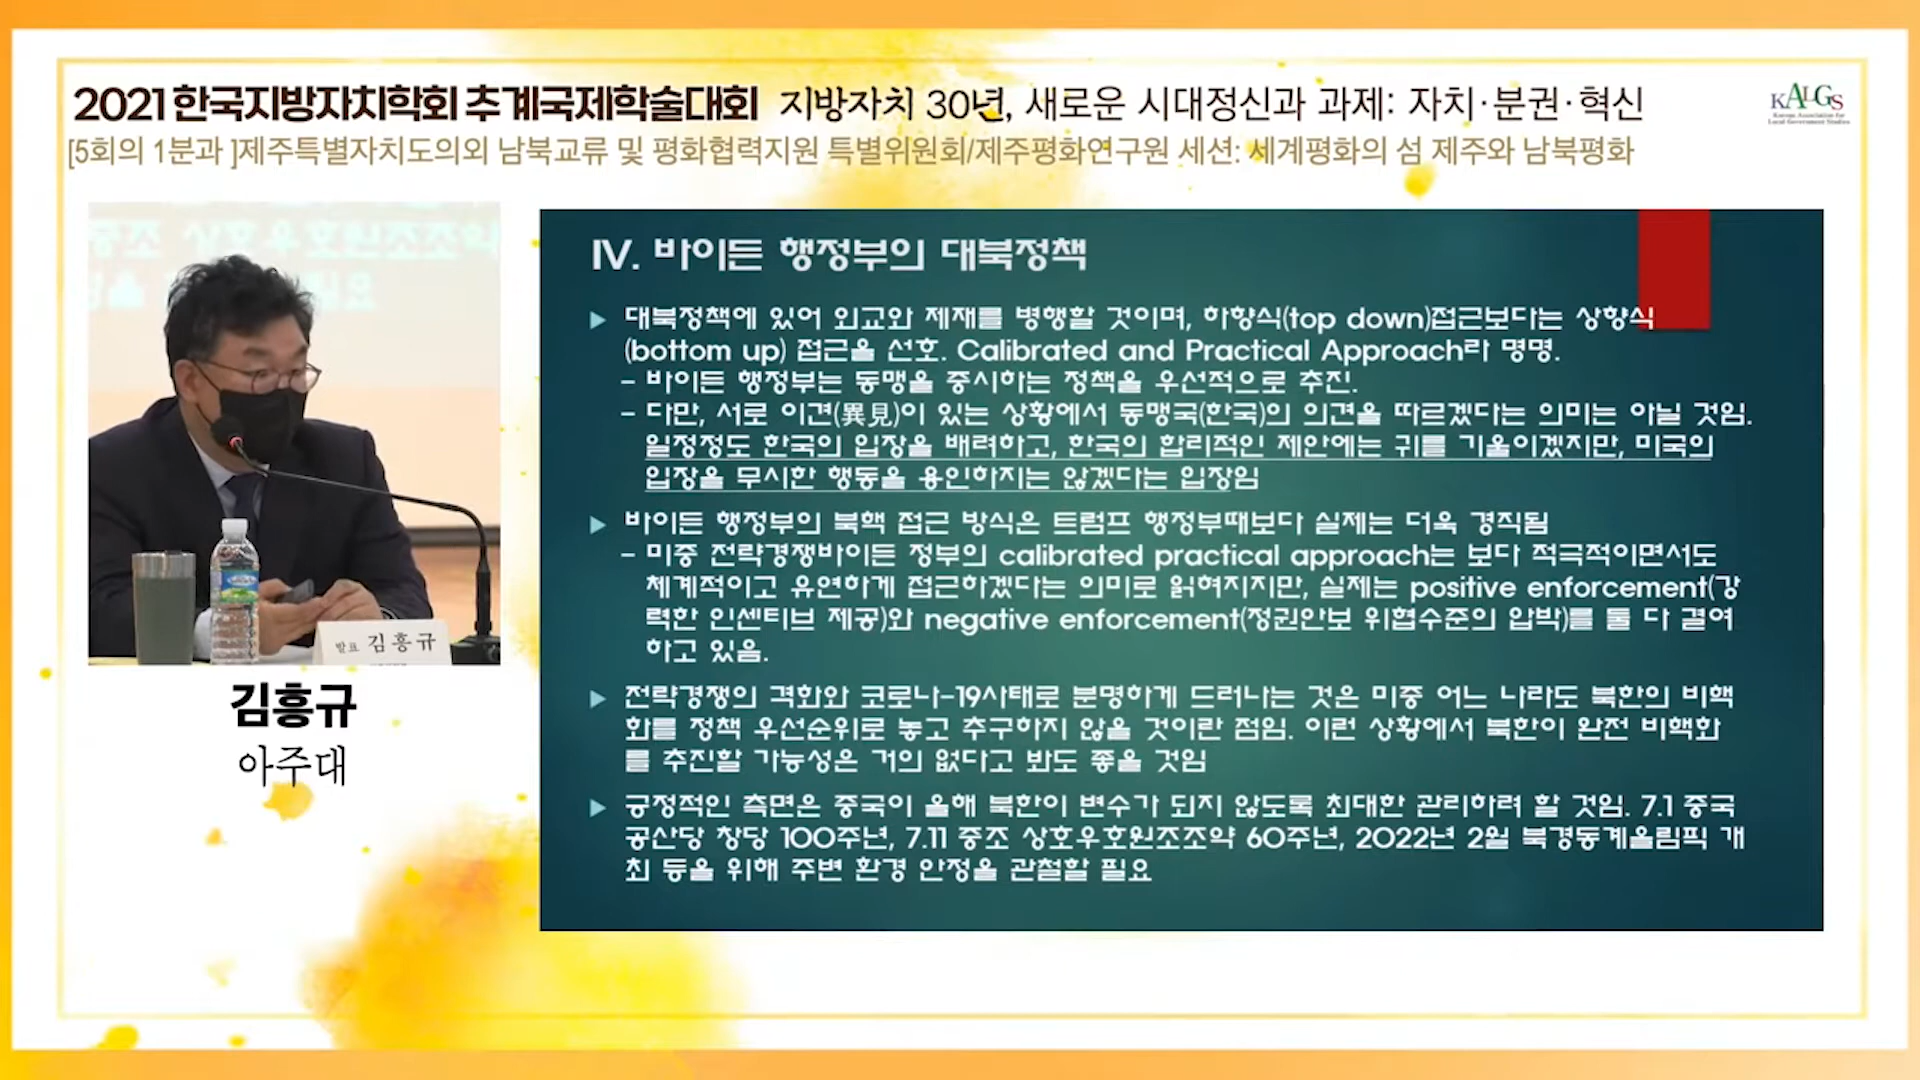 2021 한국지방자치학회 추계국제학술대회 지방자치 30년, 새로운 시대정신과 과제: 자치·분권·혁신
KALGS
Korean Association for
Local Government Studies
[5회의 1분과 ]제주특별자치도의외 남북교류 및 평화협력지원 특별위원회/제주평화연구원 세션: 세계평화의 섬 제주와 남북평화
중조 상호우호원조조약
발표 김흥규
김흥규
아주대
IV. 바이든 행정부의 대북정책
▶ 대북정책에 있어 외교와 제재를 병행할 것이며, 하향식(top down)접근보다는 상향식
(bottom up) 접근을 선호. Calibrated and Practical Approach라 명명.
– 바이든 행정부는 동맹을 중시하는 정책을 우선적으로 추진.
– 다만, 서로 이견(異見)이 있는 상황에서 동맹국(한국)의 의견을 따르겠다는 의미는 아닐 것임.
일정정도 한국의 입장을 배려하고, 한국의 합리적인 제안에는 귀를 기울이겠지만, 미국의
입장을 무시한 행동을 용인하지는 않겠다는 입장임
▶ 바이든 행정부의 북핵 접근 방식은 트럼프 행정부때보다 실제는 더욱 경직됨
– 미중 전략경쟁바이든 정부의 calibrated practical approach는 보다 적극적이면서도
체계적이고 유연하게 접근하겠다는 의미로 읽혀지지만, 실제는 positive enforcement(강
력한 인센티브 제공)와 negative enforcement(정권안보 위협수준의 압박)를 둘 다 결여
하고 있음.
▶ 전략경쟁의 격화와 코로나-19사태로 분명하게 드러나는 것은 미중 어느 나라도 북한의 비핵
화를 정책 우선순위로 놓고 추구하지 않을 것이란 점임. 이런 상황에서 북한이 완전 비핵화
를 추진할 가능성은 거의 없다고 봐도 좋을 것임
▶ 긍정적인 측면은 중국이 올해 북한이 변수가 되지 않도록 최대한 관리하려 할 것임. 7.1 중국
공산당 창당 100주년, 7.11 중조 상호우호원조조약 60주년, 2022년 2월 북경동계올림픽 개
최 등을 위해 주변 환경 안정을 관철할 필요